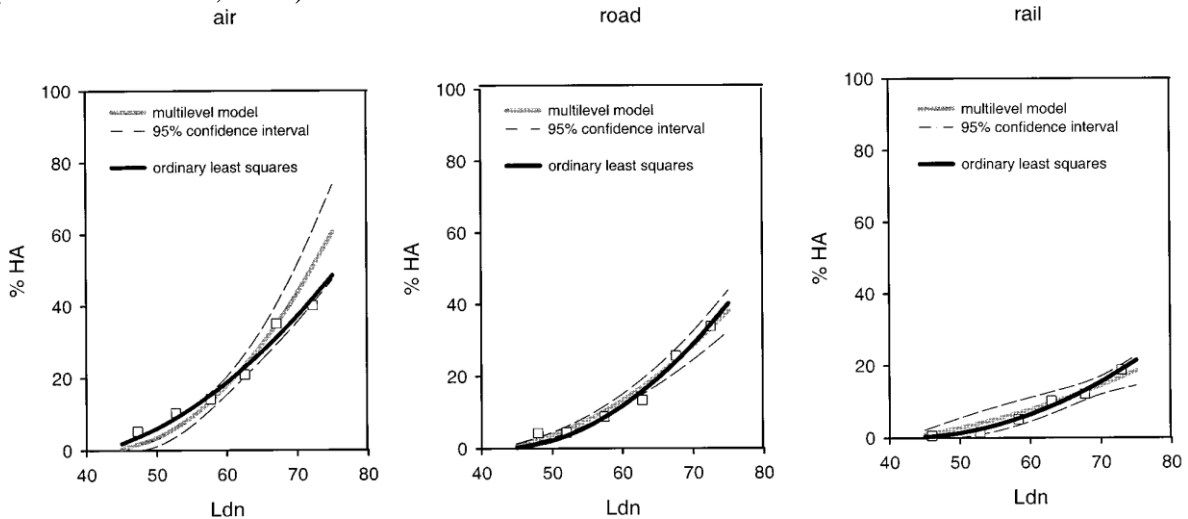 air
road
rail
100
80
60
40
20
0
% HA
multilevel model
95% confidence interval
ordinary least squares
40
50
60
70
80
Ldn
100
80
60
40
20
0
% HA
multilevel model
95% confidence interval
ordinary least squares
40
50
60
70
80
Ldn
100
80
60
40
20
0
% HA
multilevel model
95% confidence interval
ordinary least squares
40
50
60
70
80
Ldn